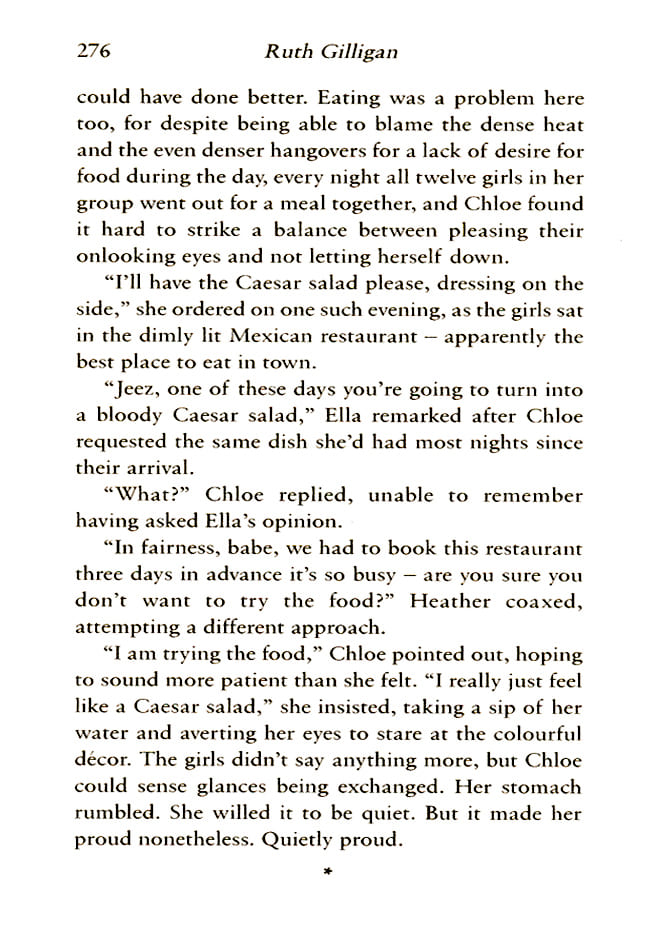 276 Ruth Gilligan
could have done better. Eating was a problem here
too, for despite being able to blame the dense heat
and the even denser hangovers for a lack of desire for
food during the day, every night all twelve girls in her
group went out for a meal together, and Chloe found
it hard to strike a balance between pleasing their
onlooking eyes and not letting herself down.
“I’ll have the Caesar salad please, dressing on the
side,” she ordered on one such evening, as the girls sat
in the dimly lit Mexican restaurant – apparently the
best place to eat in town.
“Jeez, one of these days you’re going to turn into
a bloody Caesar salad,” Ella remarked after Chloe
requested the same dish she’d had most nights since
their arrival.
“What?” Chloe replied, unable to remember
having asked Ella’s opinion.
“In fairness, babe, we had to book this restaurant
three days in advance it’s so busy – are you sure you
don’t want to try the food?” Heather coaxed,
attempting a different approach.
“I am trying the food,” Chloe pointed out, hoping
to sound more patient than she felt. “I really just feel
like a Caesar salad,” she insisted, taking a sip of her
water and averting her eyes to stare at the colourful
décor. The girls didn’t say anything more, but Chloe
could sense glances being exchanged. Her stomach
rumbled. She willed it to be quiet. But it made her
proud nonetheless. Quietly proud.
*